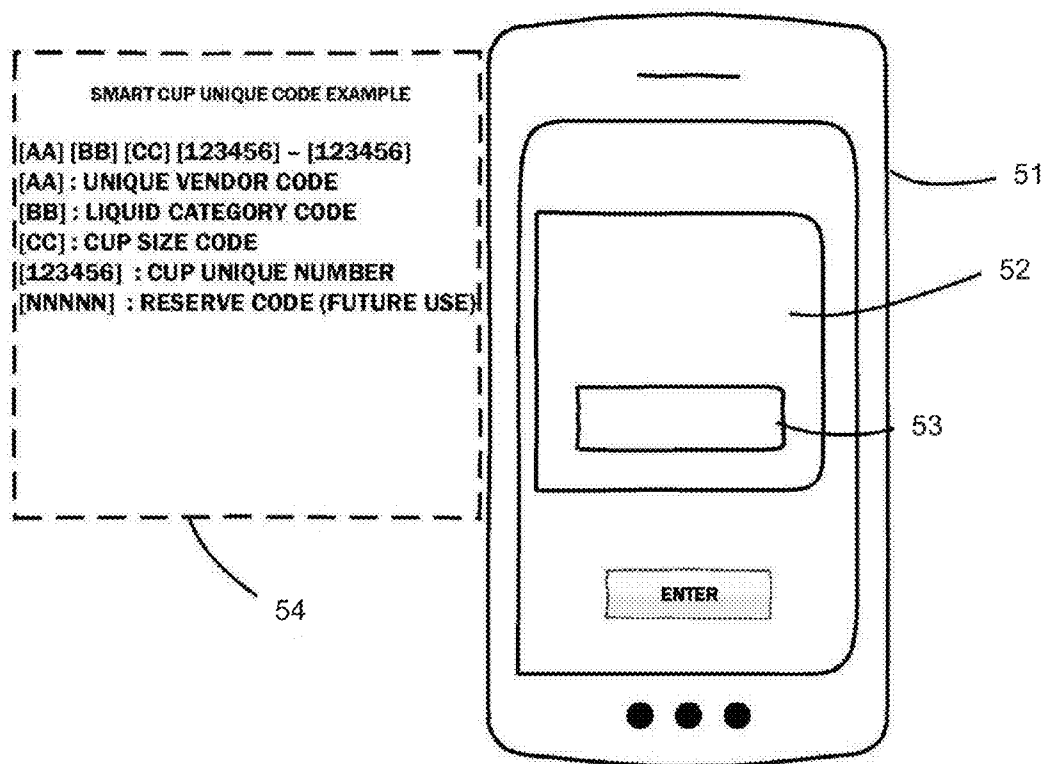 SMART CUP UNIQUE CODE EXAMPLE
[AA] [BB] [CC] [123456] – [123456]
[AA] : UNIQUE VENDOR CODE
[BB] : LIQUID CATEGORY CODE
[CC] : CUP SIZE CODE
[123456] : CUP UNIQUE NUMBER
[NNNNN] : RESERVE CODE (FUTURE USE)
51
52
53
ENTER
54